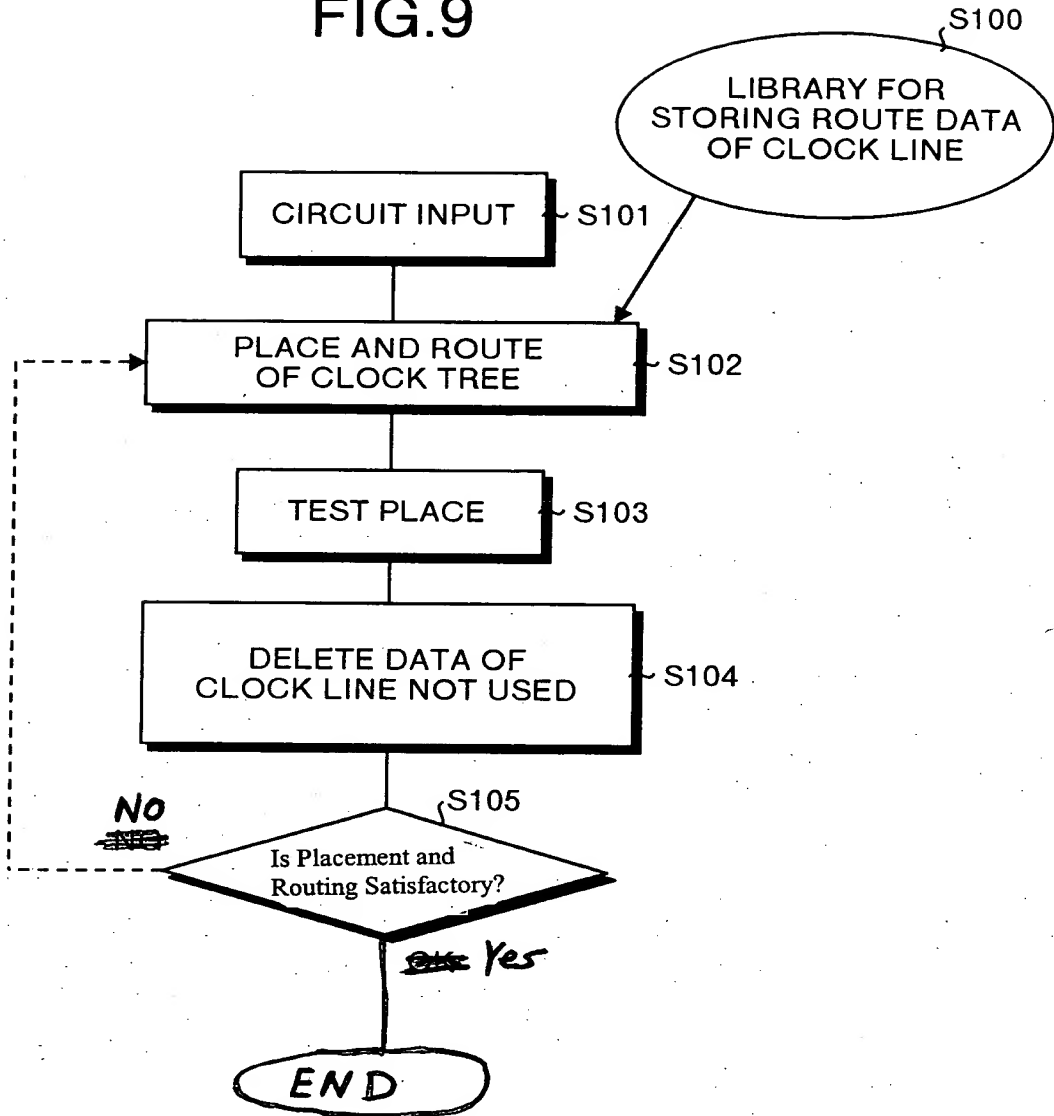 FIG.9
S100
LIBRARY FOR
STORING ROUTE DATA
OF CLOCK LINE
CIRCUIT INPUT
S101
PLACE AND ROUTE
OF CLOCK TREE
S102
TEST PLACE
S103
DELETE DATA OF
CLOCK LINE NOT USED
S104
S105
NO
Is Placement and
Routing Satisfactory?
Yes
END